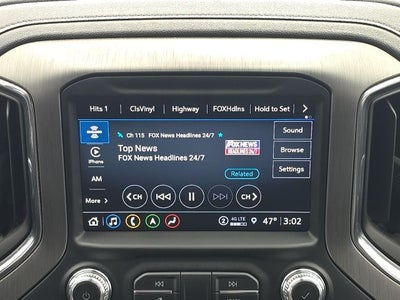 Hits 1 ClsVinyl Highway FOXHdlns Hold to Set
Ch 115 FOX News Headlines 24/7
Sound
Top News
FOX News Headlines 24/7
FOX NEWS
HEADLINES 24/7
Browse
iPhone
AM
Related
Settings
More
CH CH
2 4G LTE 47° 3:02